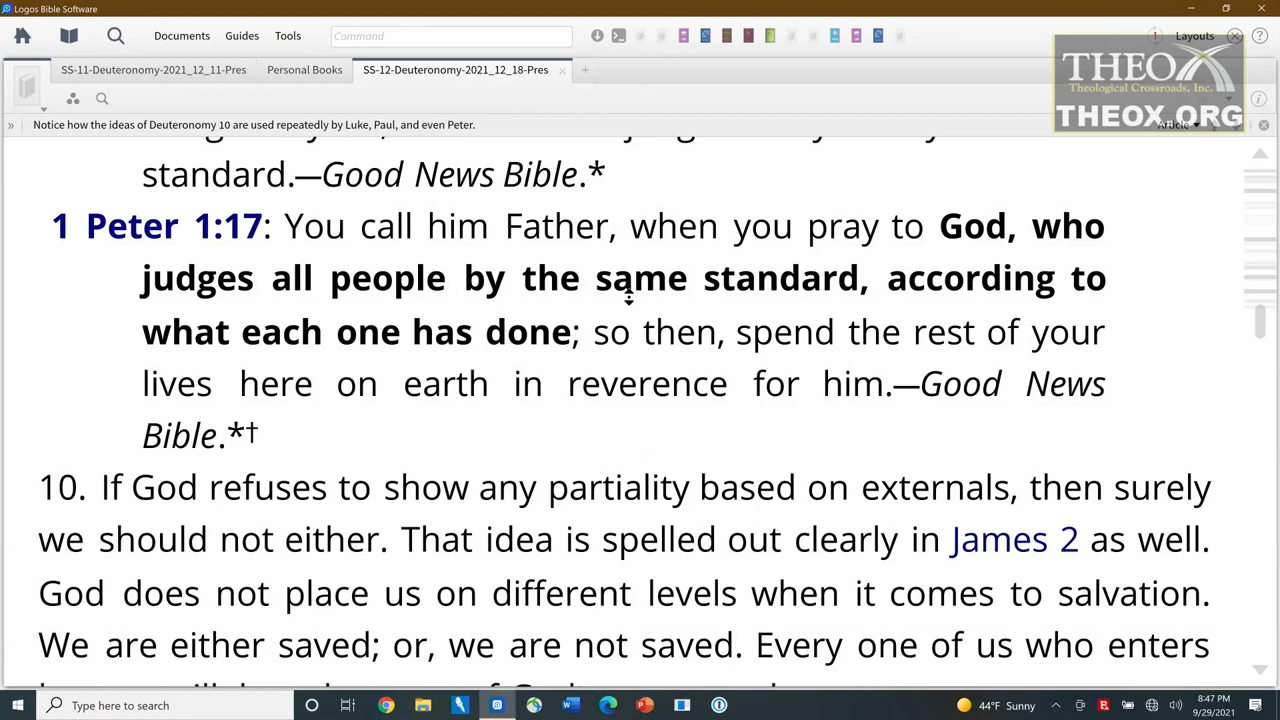 Logos Bible Software
Documents Guides Tools Command Layouts
SS-11-Deuteronomy-2021_12_11-Pres Personal Books SS-12-Deuteronomy-2021_12_18-Pres
THEOX
Theological Crossroads, Inc.
THEOX.ORG
» Notice how the ideas of Deuteronomy 10 are used repeatedly by Luke, Paul, and even Peter. Article
standard.—Good News Bible.*
1 Peter 1:17: You call him Father, when you pray to God, who
judges all people by the same standard, according to
what each one has done; so then, spend the rest of your
lives here on earth in reverence for him.—Good News
Bible.*†
10. If God refuses to show any partiality based on externals, then surely
we should not either. That idea is spelled out clearly in James 2 as well.
God does not place us on different levels when it comes to salvation.
We are either saved; or, we are not saved. Every one of us who enters
Type here to search 44°F Sunny 8:47 PM
9/29/2021